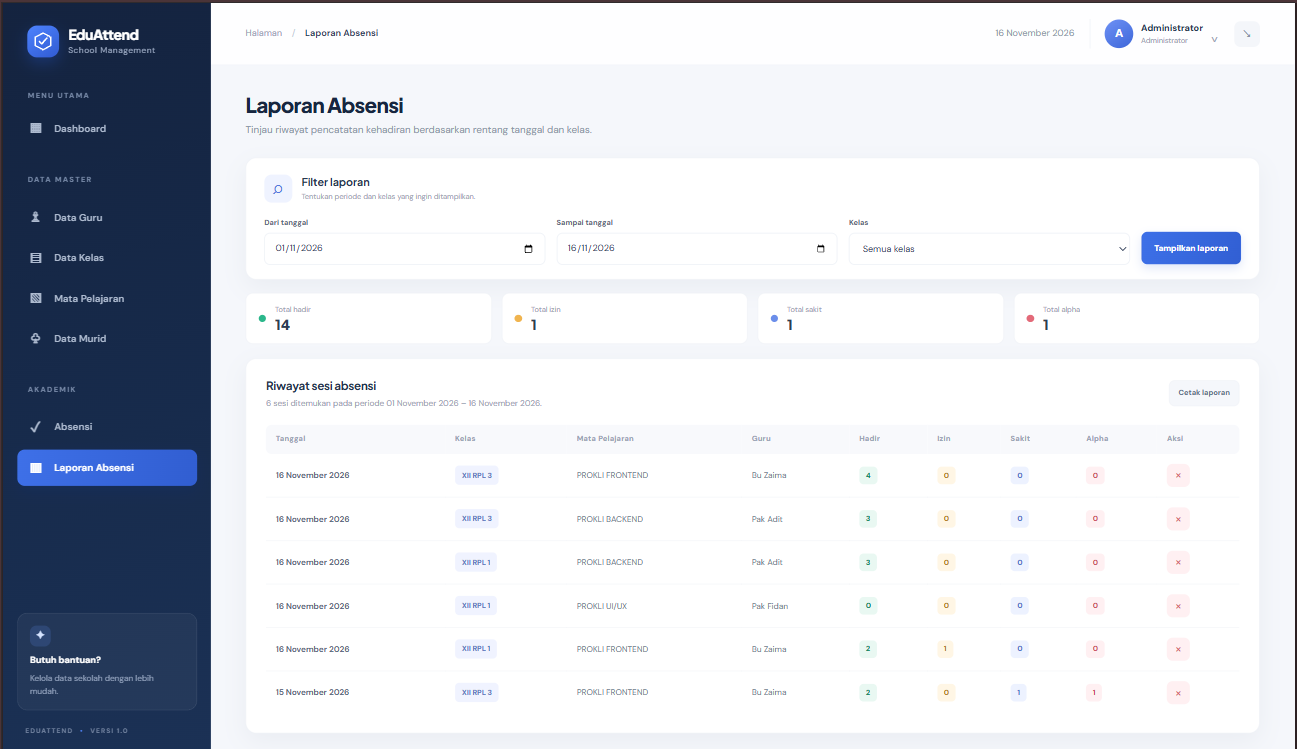 EduAttend
School Management
MENU UTAMA
Dashboard
DATA MASTER
Data Guru
Data Kelas
Mata Pelajaran
Data Murid
AKADEMIK
Absensi
Laporan Absensi
Butuh bantuan?
Kelola data sekolah dengan lebih
mudah.
EDUATTEND • VERSI 1.0
Halaman / Laporan Absensi
16 November 2026
A
Administrator
Administrator
Laporan Absensi
Tinjau riwayat pencatatan kehadiran berdasarkan rentang tanggal dan kelas.
Filter laporan
Tentukan periode dan kelas yang ingin ditampilkan.
Dari tanggal Sampai tanggal Kelas
01/11/2026 16/11/2026 Semua kelas Tampilkan laporan
Total hadir Total izin Total sakit Total alpha
14 1 1 1
Riwayat sesi absensi
6 sesi ditemukan pada periode 01 November 2026 – 16 November 2026.
Cetak laporan
Tanggal Kelas Mata Pelajaran Guru Hadir Izin Sakit Alpha Aksi
16 November 2026 XII RPL 3 PROKLI FRONTEND Bu Zaima 4 0 0 0 ×
16 November 2026 XII RPL 3 PROKLI BACKEND Pak Adit 3 0 0 0 ×
16 November 2026 XII RPL 1 PROKLI BACKEND Pak Adit 3 0 0 0 ×
16 November 2026 XII RPL 1 PROKLI UI/UX Pak Fidan 0 0 0 0 ×
16 November 2026 XII RPL 1 PROKLI FRONTEND Bu Zaima 2 1 0 0 ×
15 November 2026 XII RPL 3 PROKLI FRONTEND Bu Zaima 2 0 1 1 ×